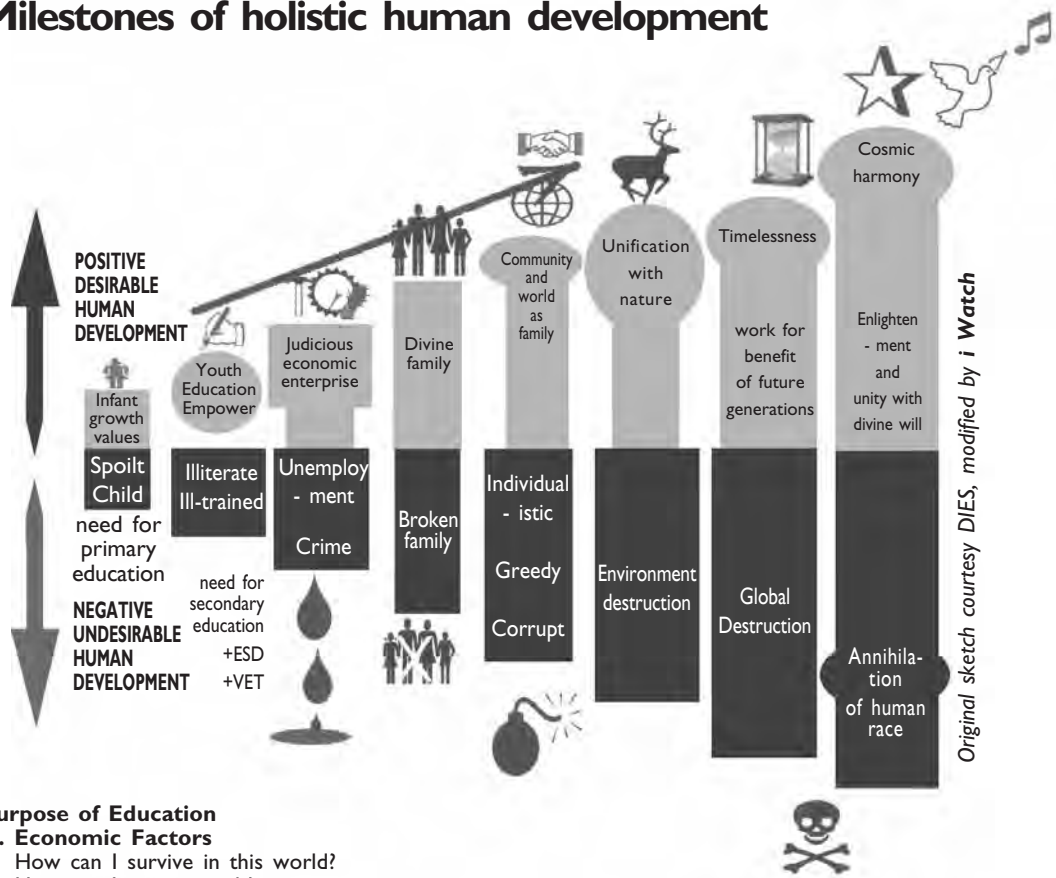 Milestones of holistic human development
POSITIVE
DESIRABLE
HUMAN
DEVELOPMENT
Infant
growth
values
Youth
Education
Empower
Judicious
economic
enterprise
Divine
family
Community
and
world
as
family
Unification
with
nature
Timelessness
work for
benefit
of future
generations
Cosmic
harmony
Enlighten
- ment
and
unity with
divine will
Spoilt
Child
need for
primary
education
Illiterate
Ill-trained
need for
secondary
education
+ESD
+VET
Unemploy
- ment
Crime
Broken
family
Individual
- istic
Greedy
Corrupt
Environment
destruction
Global
Destruction
Annihila-
tion
of human
race
NEGATIVE
UNDESIRABLE
HUMAN
DEVELOPMENT
Original sketch courtesy DIES, modified by i Watch
urpose of Education
. Economic Factors
How can I survive in this world?